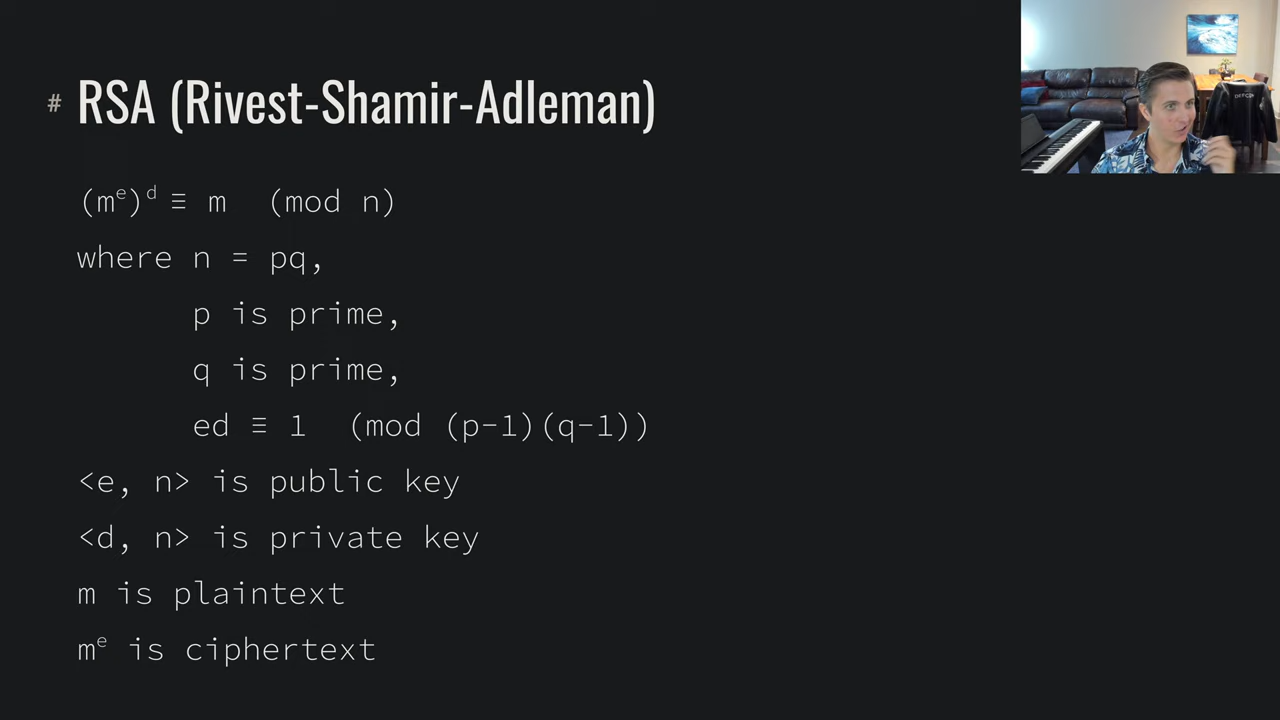 # RSA (Rivest-Shamir-Adleman)
(mᵉ)ᵈ ≡ m (mod n)
where n = pq,
p is prime,
q is prime,
ed ≡ 1 (mod (p-1)(q-1))
<e, n> is public key
<d, n> is private key
m is plaintext
mᵉ is ciphertext